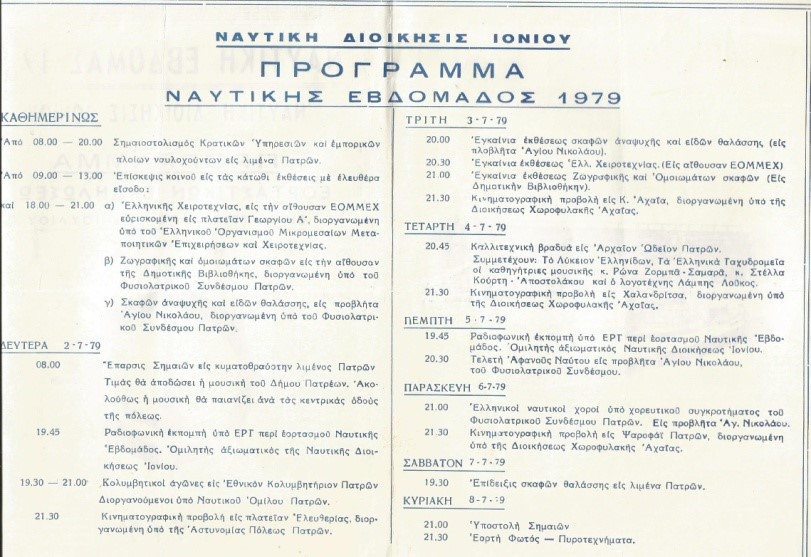 ΝΑΥΤΙΚΗ ΔΙΟΙΚΗΣΙΣ ΙΟΝΙΟΥ
ΠΡΟΓΡΑΜΜΑ
ΝΑΥΤΙΚΗΣ ΕΒΔΟΜΑΔΟΣ 1979
ΚΑΘΗΜΕΡΙΝΩΣ
Ἀπό 08.00 — 20.00 Σημαιοστολισμός Κρατικῶν Ὑπηρεσιῶν καί ἐμπορικῶν
πλοίων ναυλοχούντων εἰς λιμένα Πατρῶν.
Ἀπό 09.00 — 13.00 Ἐπίσκεψις κοινοῦ εἰς τάς κάτωθι ἐκθέσεις μέ ἐλευθέρα
εἴσοδο:
καί 18.00 — 21.00 α) Ἑλληνικῆς Χειροτεχνίας, εἰς τήν αἴθουσαν ΕΟΜΜΕΧ
εὑρισκομένη εἰς πλατεῖαν Γεωργίου Α', διοργανωμένη
ὑπό τοῦ Ἑλληνικοῦ Ὀργανισμοῦ Μικρομεσαίων Μετα-
ποιητικῶν Ἐπιχειρήσεων καί Χειροτεχνίας.
β) Ζωγραφικῆς καί ὁμοιωμάτων σκαφῶν εἰς τήν αἴθουσαν
τῆς Δημοτικῆς Βιβλιοθήκης, διοργανωμένη ὑπό τοῦ
Φυσιολατρικοῦ Συνδέσμου Πατρῶν.
γ) Σκαφῶν ἀναψυχῆς καί εἰδῶν θαλάσσης, εἰς προβλῆτα
Ἁγίου Νικολάου, διοργανωμένη ὑπό τοῦ Φυσιολατρι-
κοῦ Συνδέσμου Πατρῶν.
ΔΕΥΤΕΡΑ 2-7-79
08.00 Ἔπαρσις Σημαιῶν εἰς κυματοθραύστην λιμένος Πατρῶν
Τιμάς θά ἀποδώσει ἡ μουσική τοῦ Δήμου Πατρέων. Ἀκο-
λούθως ἡ μουσική θά παιανίζει ἀνά τάς κεντρικάς ὁδούς
τῆς πόλεως.
19.45 Ραδιοφωνική ἐκπομπή ὑπό ΕΡΤ περί ἑορτασμοῦ Ναυτικῆς
Ἑβδομάδος. Ὁμιλητής ἀξιωματικός τῆς Ναυτικῆς Διοι-
κήσεως Ἰονίου.
19.30 — 21.00 Κολυμβητικοί ἀγῶνες εἰς Ἐθνικόν Κολυμβητήριον Πατρῶν
Διοργανούμενοι ὑπό Ναυτικοῦ Ὁμίλου Πατρῶν.
21.30 Κινηματογραφική προβολή εἰς πλατεῖαν Ἐλευθερίας, διορ-
γανωμένη ὑπό τῆς Ἀστυνομίας Πόλεως Πατρῶν.
ΤΡΙΤΗ 3-7-79
20.00 Ἐγκαίνια ἐκθέσεως σκαφῶν ἀναψυχῆς καί εἰδῶν θαλάσσης (εἰς
προβλῆτα Ἁγίου Νικολάου).
20.30 Ἐγκαίνια ἐκθέσεως Ἑλλ. Χειροτεχνίας. (Εἰς αἴθουσαν ΕΟΜΜΕΧ)
21.00 Ἐγκαίνια ἐκθέσεως Ζωγραφικῆς καί Ὁμοιωμάτων σκαφῶν (Εἰς
Δημοτικήν Βιβλιοθήκην).
21.30 Κινηματογραφική προβολή εἰς Κ. Ἀχαΐα, διοργανωμένη ὑπό τῆς
Διοικήσεως Χωροφυλακῆς Ἀχαΐας.
ΤΕΤΑΡΤΗ 4-7-79
20,45 Καλλιτεχνική βραδυά εἰς Ἀρχαῖον Ὠδεῖον Πατρῶν.
Συμμετέχουν: Τό Λύκειον Ἑλληνίδων, Τά Ἑλληνικά Ταχυδρομεῖα
οἱ καθηγήτριες μουσικῆς κ. Ρώνα Ζορμπᾶ-Σαμαρᾶ, κ. Στέλλα
Κούρτη-Ἀποστολάκου καί ὁ λογοτέχνης Λάμπης Λοῦκος.
21.30 Κινηματογραφική προβολή εἰς Χαλανδρίτσα, διοργανωμένη ὑπό
τῆς Διοικήσεως Χωροφυλακῆς Ἀχαΐας.
ΠΕΜΠΤΗ 5-7-79
19.45 Ραδιοφωνική ἐκπομπή ὑπό ΕΡΤ περί ἑορτασμοῦ Ναυτικῆς Ἑβδο-
μάδος. Ὁμιλητής ἀξιωματικός Ναυτικῆς Διοικήσεως Ἰονίου.
20.30 Τελετή Ἀφανοῦς Ναύτου εἰς προβλῆτα Ἁγίου Νικολάου,
τοῦ Φυσιολατρικοῦ Συνδέσμου.
ΠΑΡΑΣΚΕΥΗ 6-7-79
21.00 Ἑλληνικοί ναυτικοί χοροί ὑπό χορευτικοῦ συγκροτήματος τοῦ
Φυσιολατρικοῦ Συνδέσμου Πατρῶν. Εἰς προβλῆτα Ἁγ. Νικολάου.
21.30 Κινηματογραφική προβολή εἰς Ψαροφάϊ Πατρῶν, διοργανωμένη
ὑπό τῆς Διοικήσεως Χωροφυλακῆς Ἀχαΐας.
ΣΑΒΒΑΤΟΝ 7-7-79
19.30 Ἐπίδειξις σκαφῶν θαλάσσης εἰς λιμένα Πατρῶν.
ΚΥΡΙΑΚΗ 8-7-79
21.00 Ὑποστολή Σημαιῶν
21.30 Ἑορτή Φωτός — Πυροτεχνήματα.